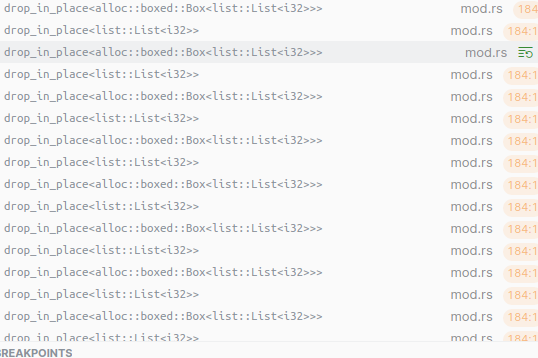 drop_in_place<alloc::boxed::Box<list::List<i32>>> mod.rs 184
drop_in_place<list::List<i32>> mod.rs 184:1
drop_in_place<alloc::boxed::Box<list::List<i32>>> mod.rs
drop_in_place<list::List<i32>> mod.rs 184:1
drop_in_place<alloc::boxed::Box<list::List<i32>>> mod.rs 184:1
drop_in_place<list::List<i32>> mod.rs 184:1
drop_in_place<alloc::boxed::Box<list::List<i32>>> mod.rs 184:1
drop_in_place<list::List<i32>> mod.rs 184:1
drop_in_place<alloc::boxed::Box<list::List<i32>>> mod.rs 184:1
drop_in_place<list::List<i32>> mod.rs 184:1
drop_in_place<alloc::boxed::Box<list::List<i32>>> mod.rs 184:1
drop_in_place<list::List<i32>> mod.rs 184:1
drop_in_place<alloc::boxed::Box<list::List<i32>>> mod.rs 184:1
drop_in_place<list::List<i32>> mod.rs 184:1
drop_in_place<alloc::boxed::Box<list::List<i32>>> mod.rs 184:1
drop_in_place<list::List<i32>> mod.rs 184:1
BREAKPOINTS